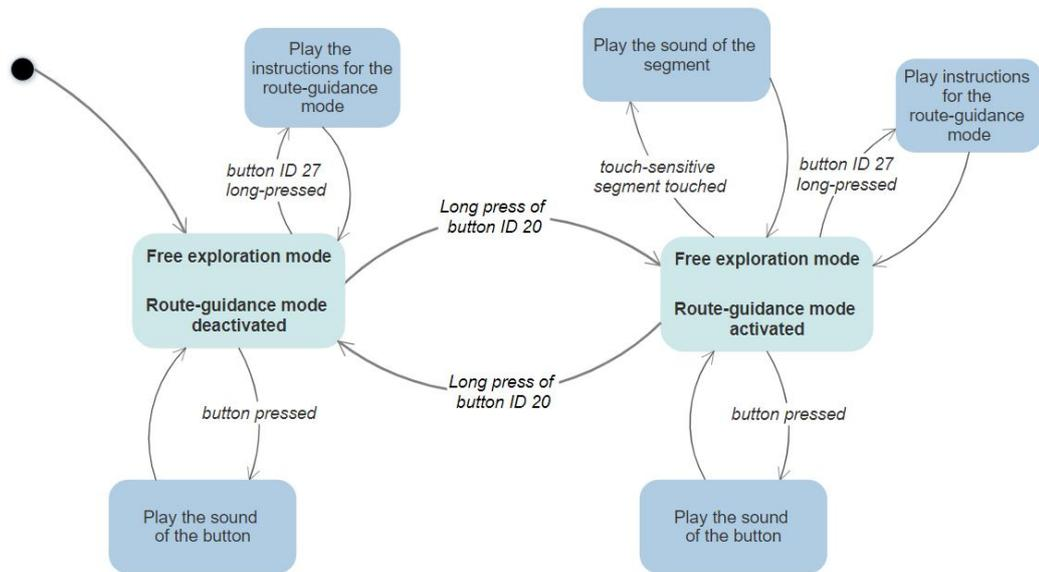 Play the
instructions for the
route-guidance
mode
Play the sound of the
segment
Play instructions
for the
route-guidance
mode
button ID 27
long-pressed
touch-sensitive
segment touched
button ID 27
long-pressed
Long press of
button ID 20
Free exploration mode
Route-guidance mode
deactivated
Free exploration mode
Route-guidance mode
activated
Long press of
button ID 20
button pressed
button pressed
Play the sound
of the button
Play the sound
of the button